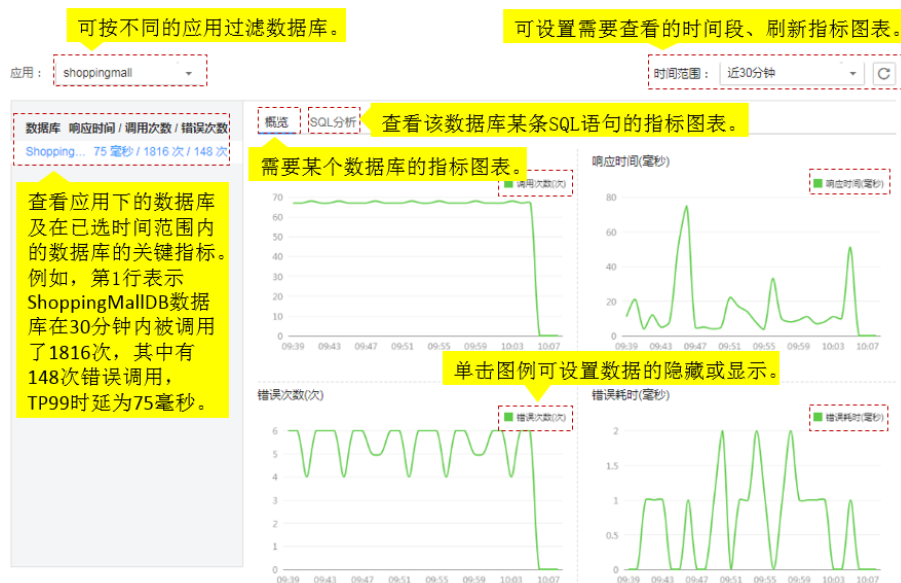 可按不同的应用过滤数据库。
可设置需要查看的时间段、刷新指标图表。
应用： shoppingmall
时间范围： 近30分钟
数据库 响应时间 / 调用次数 / 错误次数
Shopping... 75 毫秒 / 1816 次 / 148 次
概览 SQL分析
查看该数据库某条SQL语句的指标图表。
需要某个数据库的指标图表。
查看应用下的数据库
及在已选时间范围内
的数据库的关键指标。
例如，第1行表示
ShoppingMallDB数据
库在30分钟内被调用
了1816次，其中有
148次错误调用，
TP99时延为75毫秒。
调用次数(次)
70
60
50
40
30
20
10
0
09:39 09:43 09:47 09:51 09:55 09:59 10:03 10:07
响应时间(毫秒)
响应时间(毫秒)
80
60
40
20
0
09:39 09:43 09:47 09:51 09:55 09:59 10:03 10:07
单击图例可设置数据的隐藏或显示。
错误次数(次)
错误次数(次)
6
5
4
3
2
1
0
09:39 09:43 09:47 09:51 09:55 09:59 10:03 10:07
错误耗时(毫秒)
错误耗时(毫秒)
2
1.5
1
0.5
0
09:39 09:43 09:47 09:51 09:55 09:59 10:03 10:07